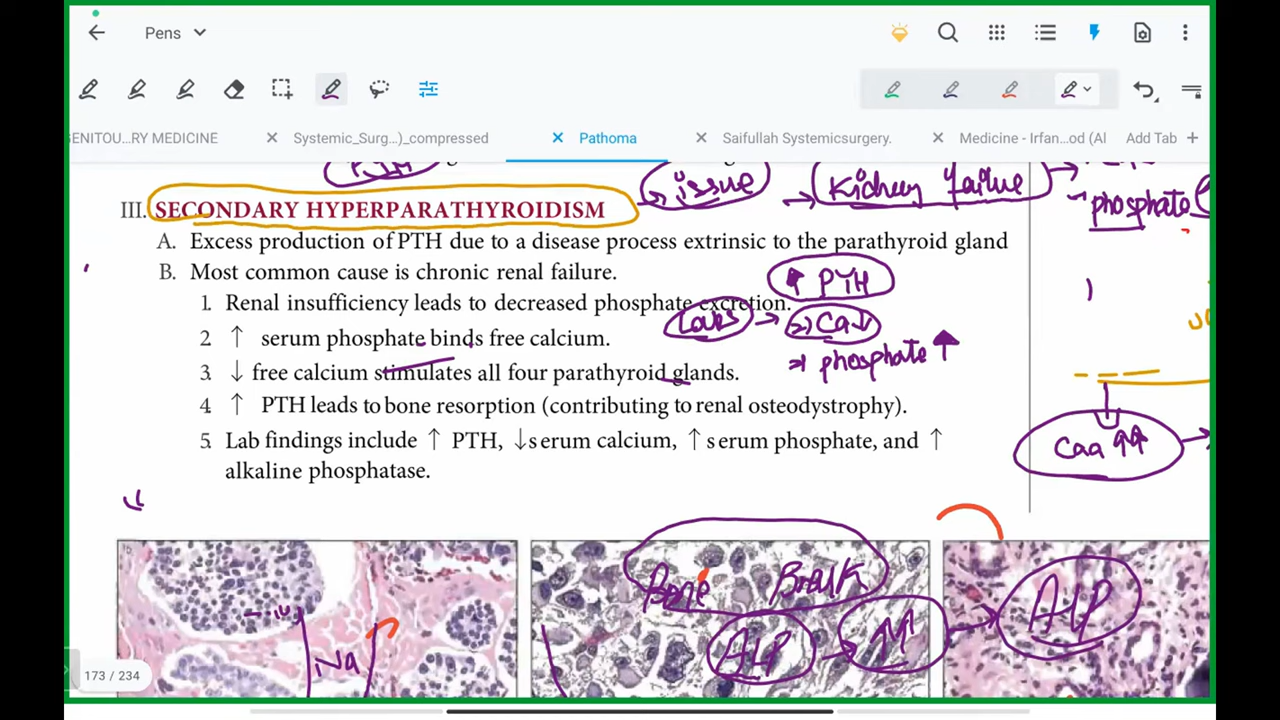 Pens
GENITOU...RY MEDICINE
Systemic_Surg...)_compressed
Pathoma
Saifullah Systemicsurgery.
Medicine - Irfan...od (Al
Add Tab
issue
Kidney failure
phosphate
III. SECONDARY HYPERPARATHYROIDISM
A. Excess production of PTH due to a disease process extrinsic to the parathyroid gland
B. Most common cause is chronic renal failure.
↑ PTH
1. Renal insufficiency leads to decreased phosphate excretion.
Labs → Ca↓
2 ↑ serum phosphate binds free calcium.
phosphate ↑
3. ↓ free calcium stimulates all four parathyroid glands.
4. ↑ PTH leads to bone resorption (contributing to renal osteodystrophy).
5. Lab findings include ↑ PTH, ↓serum calcium, ↑ serum phosphate, and ↑
alkaline phosphatase.
Caa ↑↑
Bone Break
ALP → ↑↑↑ → ALP
Na
173 / 234